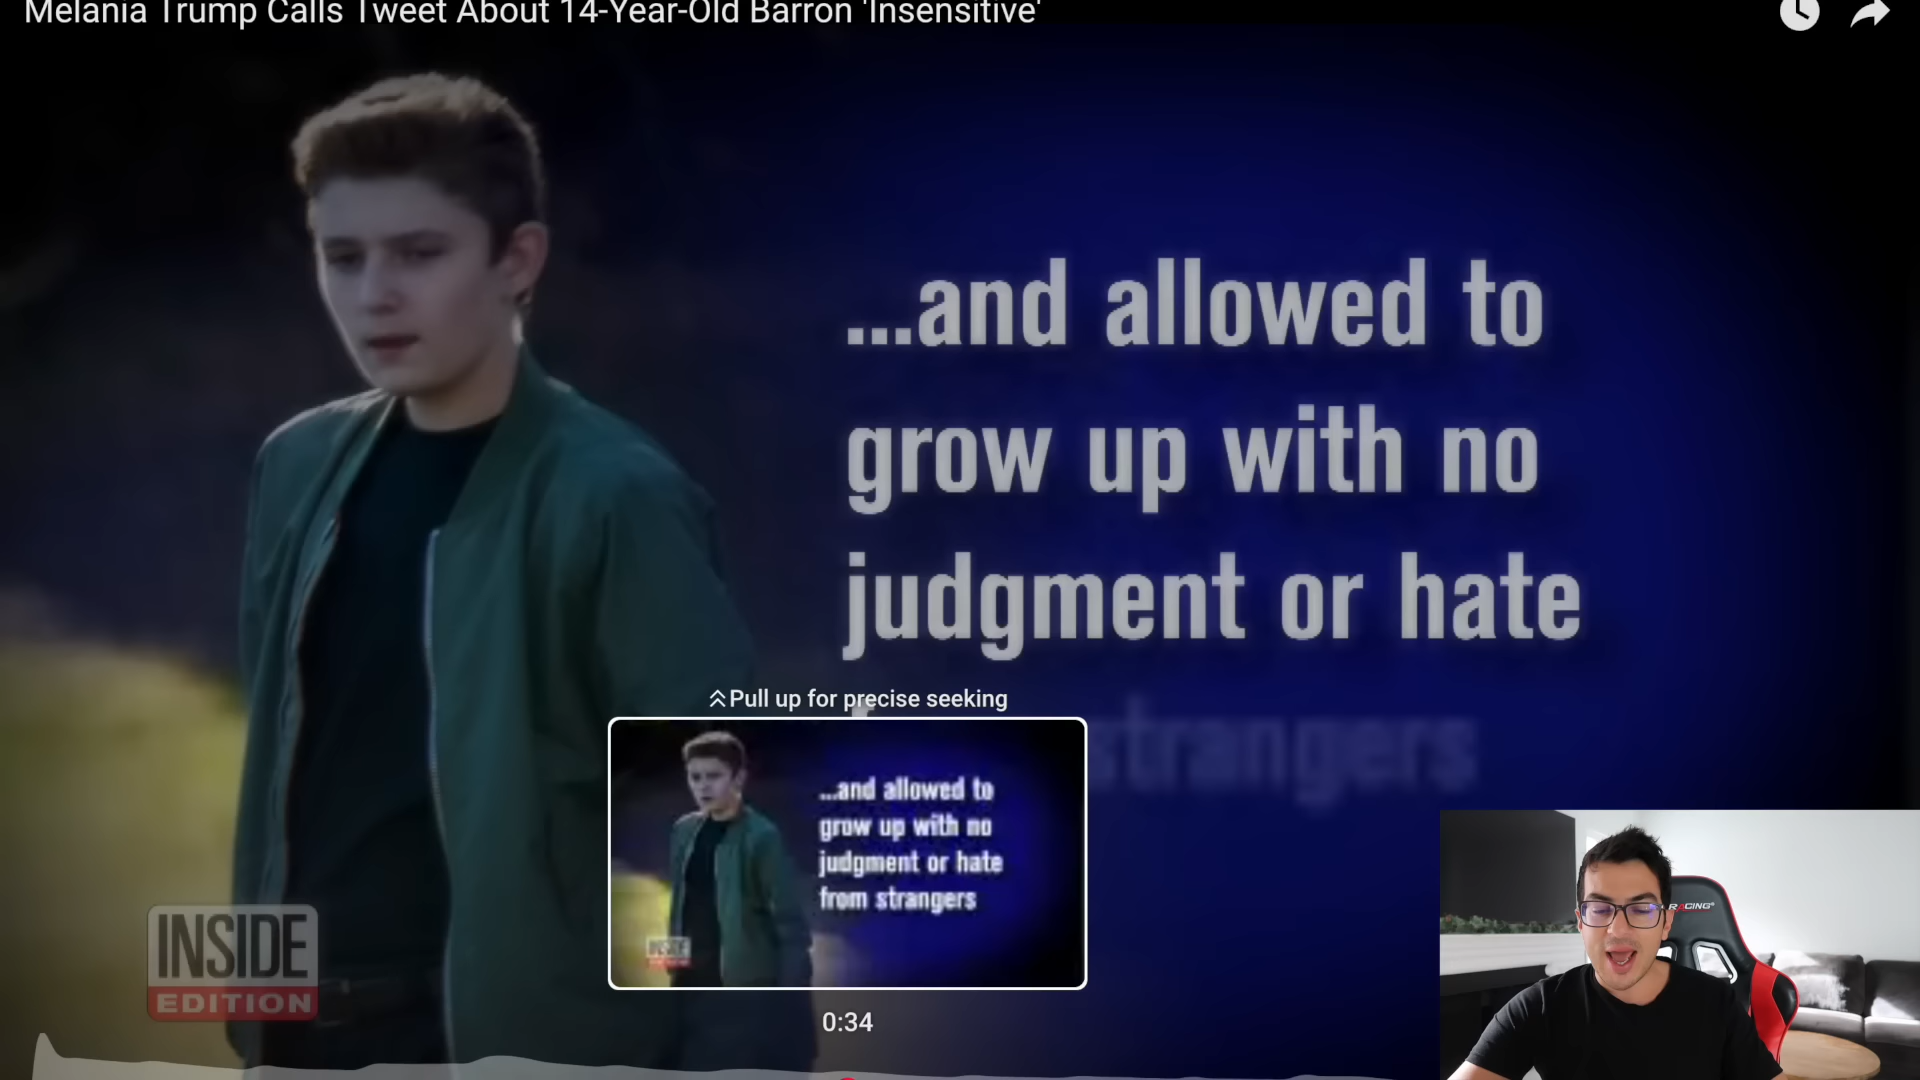 Melania Trump Calls Tweet About 14-Year-Old Barron 'Insensitive'
...and allowed to
grow up with no
judgment or hate
strangers
Pull up for precise seeking
...and allowed to
grow up with no
judgment or hate
from strangers
INSIDE
EDITION
INSIDE
0:34
RACING